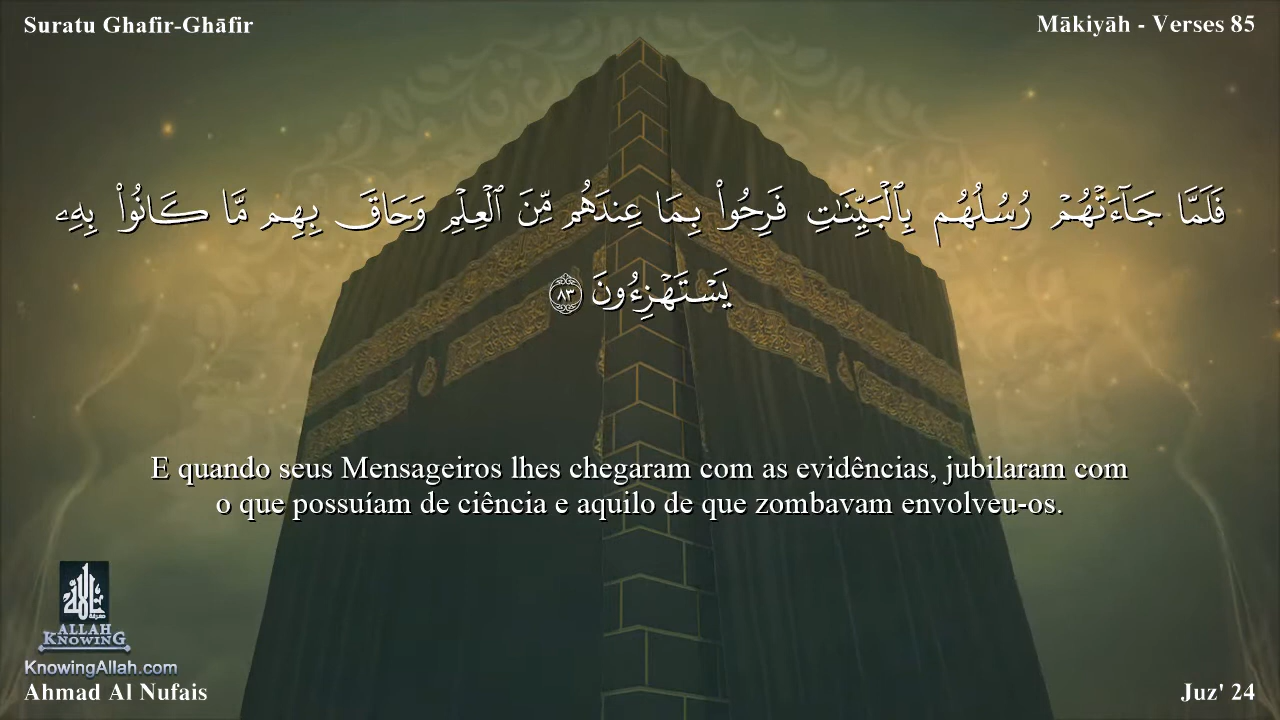 Suratu Ghafir-Ghāfir
Mākiyāh - Verses 85
فَلَمَّا جَآءَتْهُمْ رُسُلُهُم بِٱلْبَيِّنَٰتِ فَرِحُوا۟ بِمَا عِندَهُم مِّنَ ٱلْعِلْمِ وَحَاقَ بِهِم مَّا كَانُوا۟ بِهِۦ
يَسْتَهْزِءُونَ ٨٣
E quando seus Mensageiros lhes chegaram com as evidências, jubilaram com
o que possuíam de ciência e aquilo de que zombavam envolveu-os.
ALLAH
KNOWING
KnowingAllah.com
Ahmad Al Nufais
Juz' 24